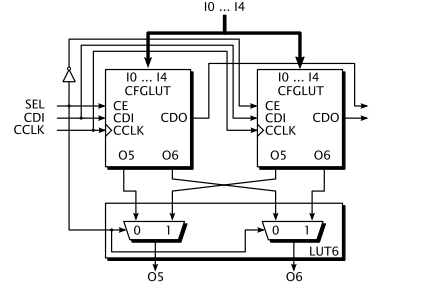 I0 ... I4
I0 ... I4
CFGLUT
I0 ... I4
CFGLUT
SEL
CE
CE
CDI
CDI
CDO
CDI
CDO
CCLK
CCLK
CCLK
O5
O6
O5
O6
0
1
0
1
LUT6
O5
O6